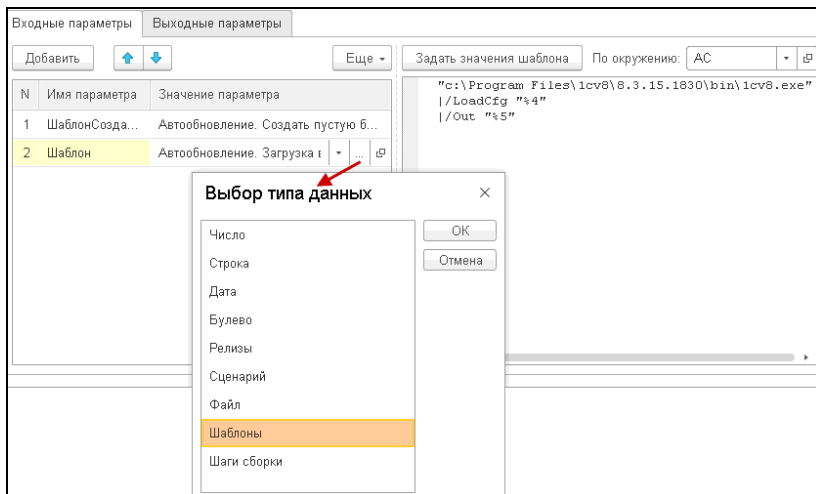 Входные параметры Выходные параметры
Добавить Еще Задать значения шаблона По окружению: АС
N Имя параметра Значение параметра
1 ШаблонСозда... Автообновление. Создать пустую б...
2 Шаблон Автообновление. Загрузка в ...
"c:\Program Files\1cv8\8.3.15.1830\bin\1cv8.exe"
|/LoadCfg "%4"
|/Out "%5"
Выбор типа данных
Число
Строка
Дата
Булево
Релизы
Сценарий
Файл
Шаблоны
Шаги сборки
OK
Отмена